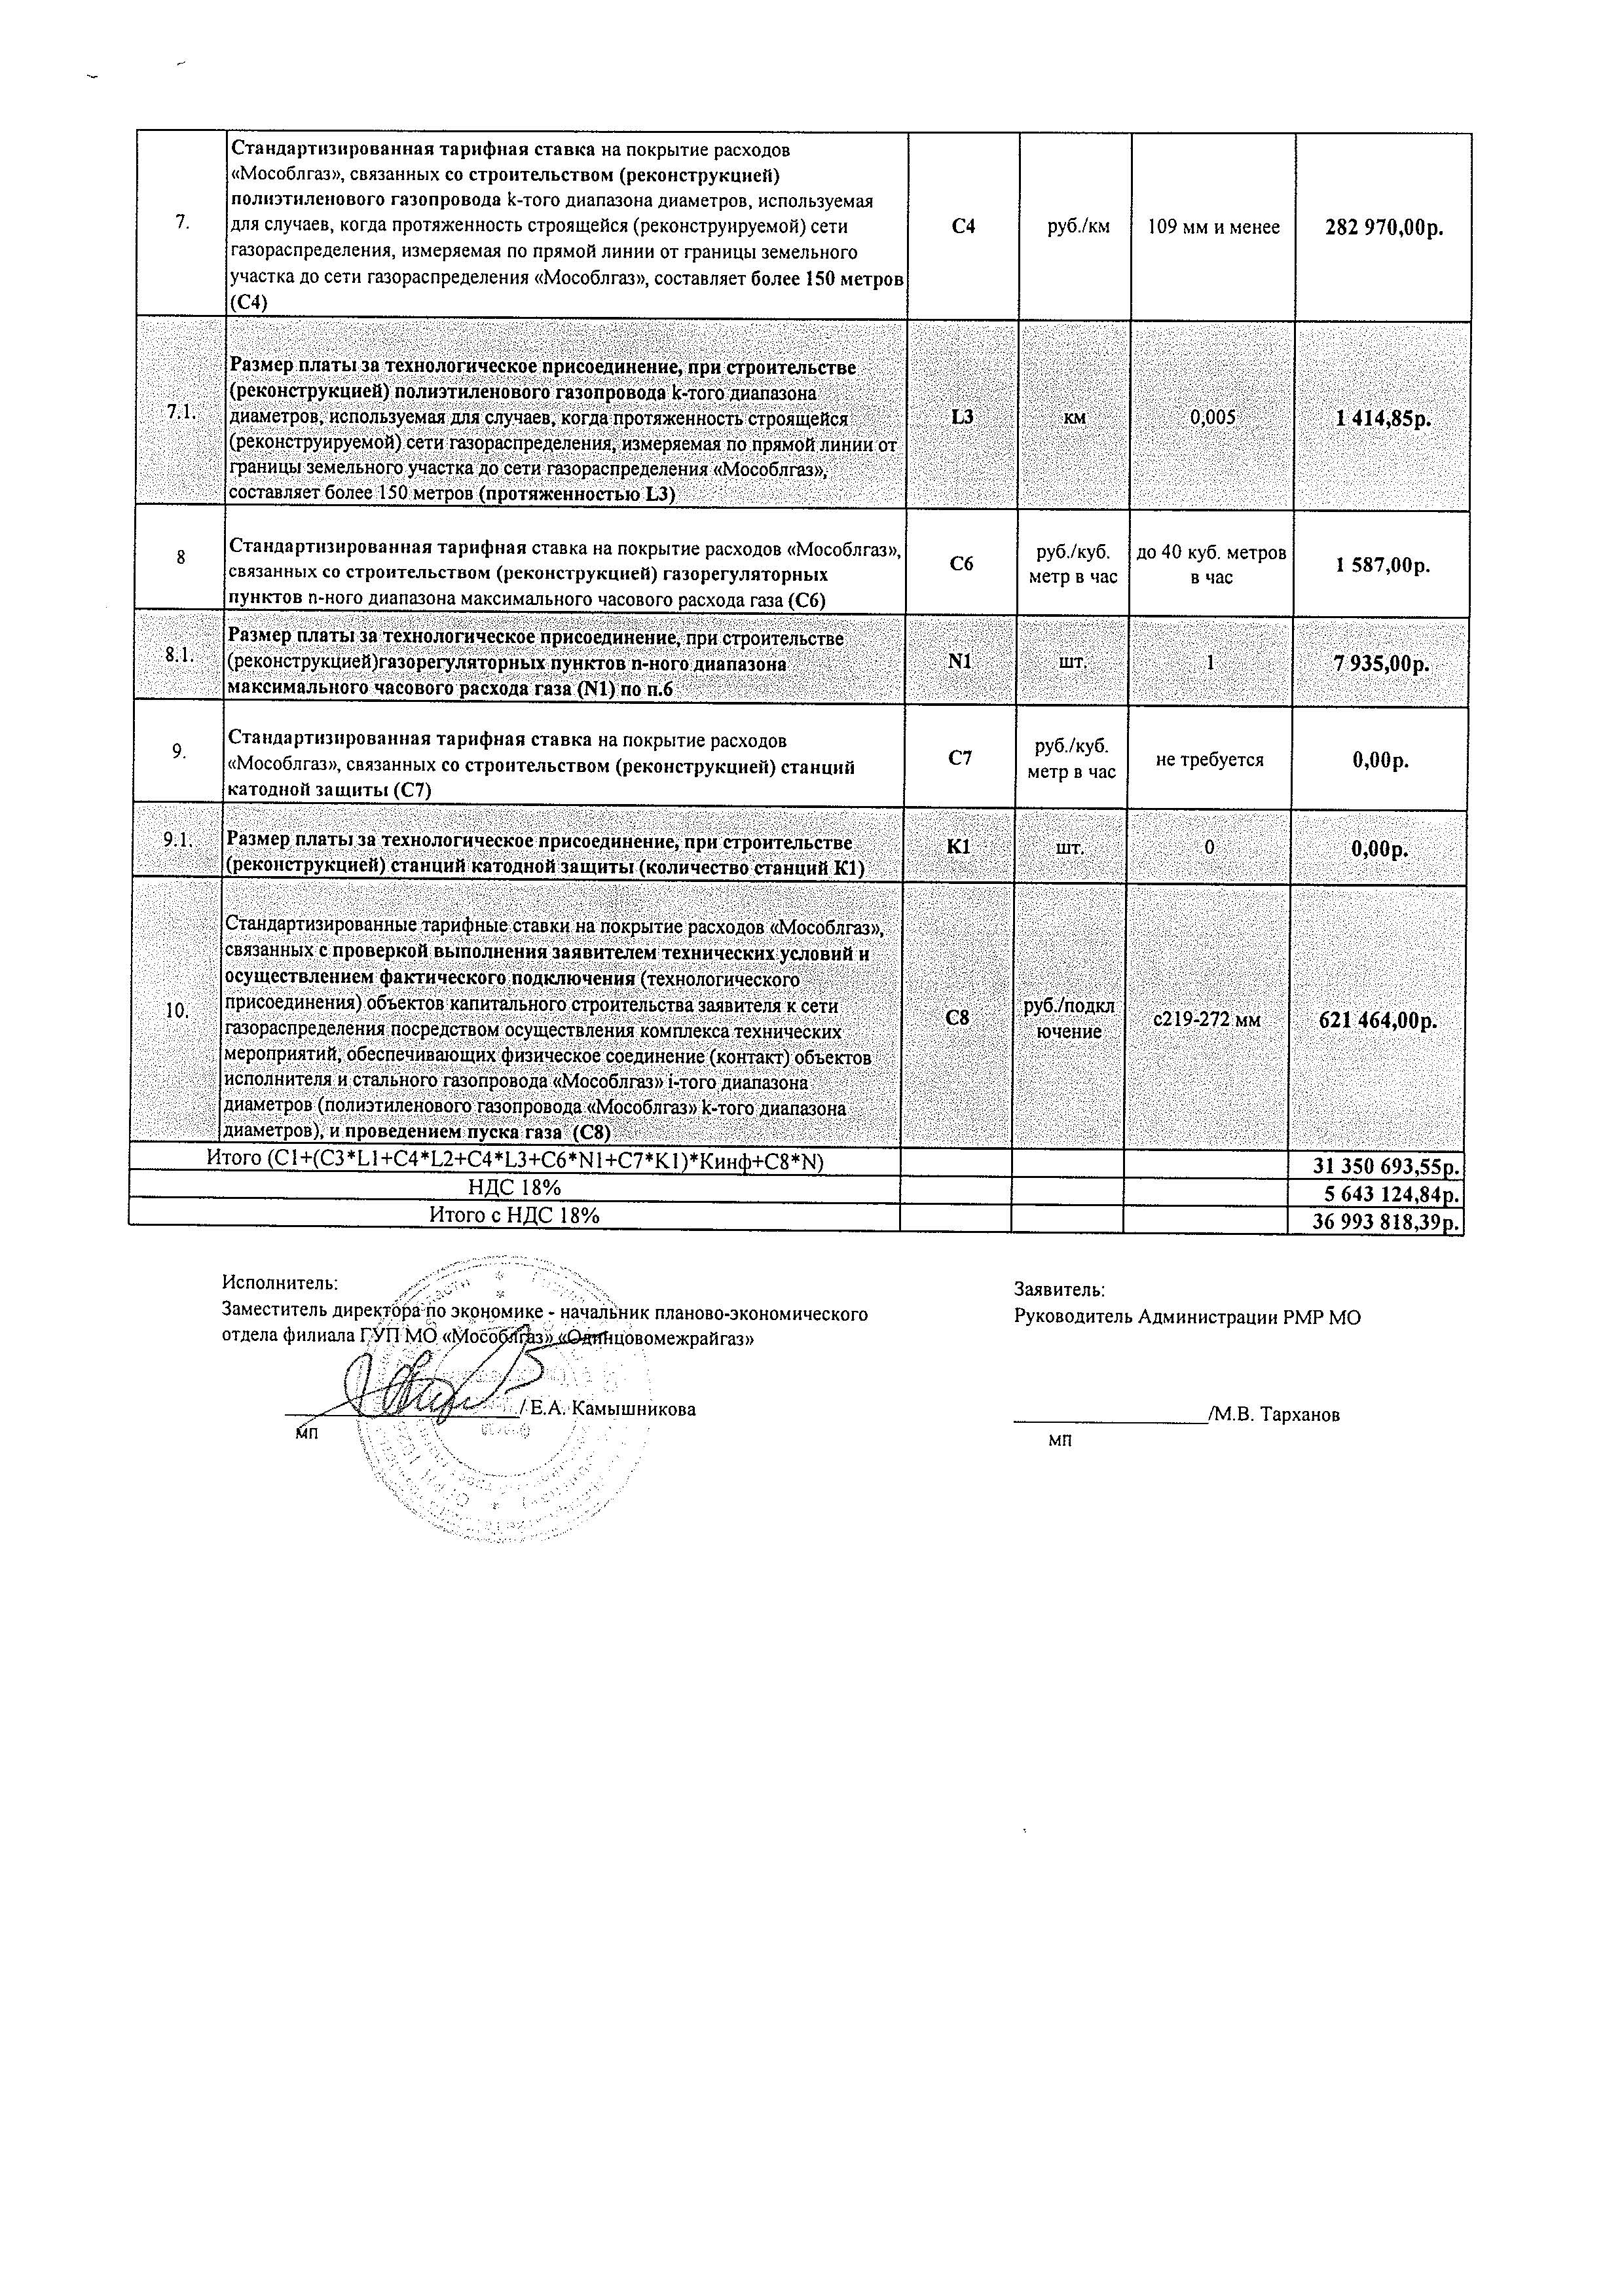 7.
Стандартизированная тарифная ставка на покрытие расходов
«Мособлгаз», связанных со строительством (реконструкцией)
полиэтиленового газопровода k-того диапазона диаметров, используемая
для случаев, когда протяженность строящейся (реконструируемой) сети
газораспределения, измеряемая по прямой линии от границы земельного
участка до сети газораспределения «Мособлгаз», составляет более 150 метров
(С4)
С4
руб./км
109 мм и менее
282 970,00р.
7.1.
Размер платы за технологическое присоединение, при строительстве
(реконструкцией) полиэтиленового газопровода k-того диапазона
диаметров, используемая для случаев, когда протяженность строящейся
(реконструируемой) сети газораспределения, измеряемая по прямой линии от
границы земельного участка до сети газораспределения «Мособлгаз»,
составляет более 150 метров (протяженностью L3)
L3
км
0,005
1 414,85р.
8
Стандартизированная тарифная ставка на покрытие расходов «Мособлгаз»,
связанных со строительством (реконструкцией) газорегуляторных
пунктов n-ного диапазона максимального часового расхода газа (С6)
С6
руб./куб.
метр в час
до 40 куб. метров
в час
1 587,00р.
8.1.
Размер платы за технологическое присоединение, при строительстве
(реконструкцией)газорегуляторных пунктов n-ного диапазона
максимального часового расхода газа (N1) по п.6
N1
шт.
1
7 935,00р.
9.
Стандартизированная тарифная ставка на покрытие расходов
«Мособлгаз», связанных со строительством (реконструкцией) станций
катодной защиты (С7)
С7
руб./куб.
метр в час
не требуется
0,00р.
9.1.
Размер платы за технологическое присоединение, при строительстве
(реконструкцией) станций катодной защиты (количество станций К1)
К1
шт.
0
0,00р.
10.
Стандартизированные тарифные ставки на покрытие расходов «Мособлгаз»,
связанных с проверкой выполнения заявителем технических условий и
осуществлением фактического подключения (технологического
присоединения) объектов капитального строительства заявителя к сети
газораспределения посредством осуществления комплекса технических
мероприятий, обеспечивающих физическое соединение (контакт) объектов
исполнителя и стального газопровода «Мособлгаз» i-того диапазона
диаметров (полиэтиленового газопровода «Мособлгаз» k-того диапазона
диаметров), и проведением пуска газа (С8)
С8
руб./подкл
ючение
с219-272 мм
621 464,00р.
Итого (С1+(С3*L1+С4*L2+С4*L3+С6*N1+С7*К1)*Кинф+С8*N)
31 350 693,55р.
НДС 18%
5 643 124,84р.
Итого с НДС 18%
36 993 818,39р.
Исполнитель:
Заместитель директора по экономике - начальник планово-экономического
отдела филиала ГУП МО «Мособлгаз» «Одинцовомежрайгаз»
/ Е.А. Камышникова
МП
Заявитель:
Руководитель Администрации РМР МО
/М.В. Тарханов
МП